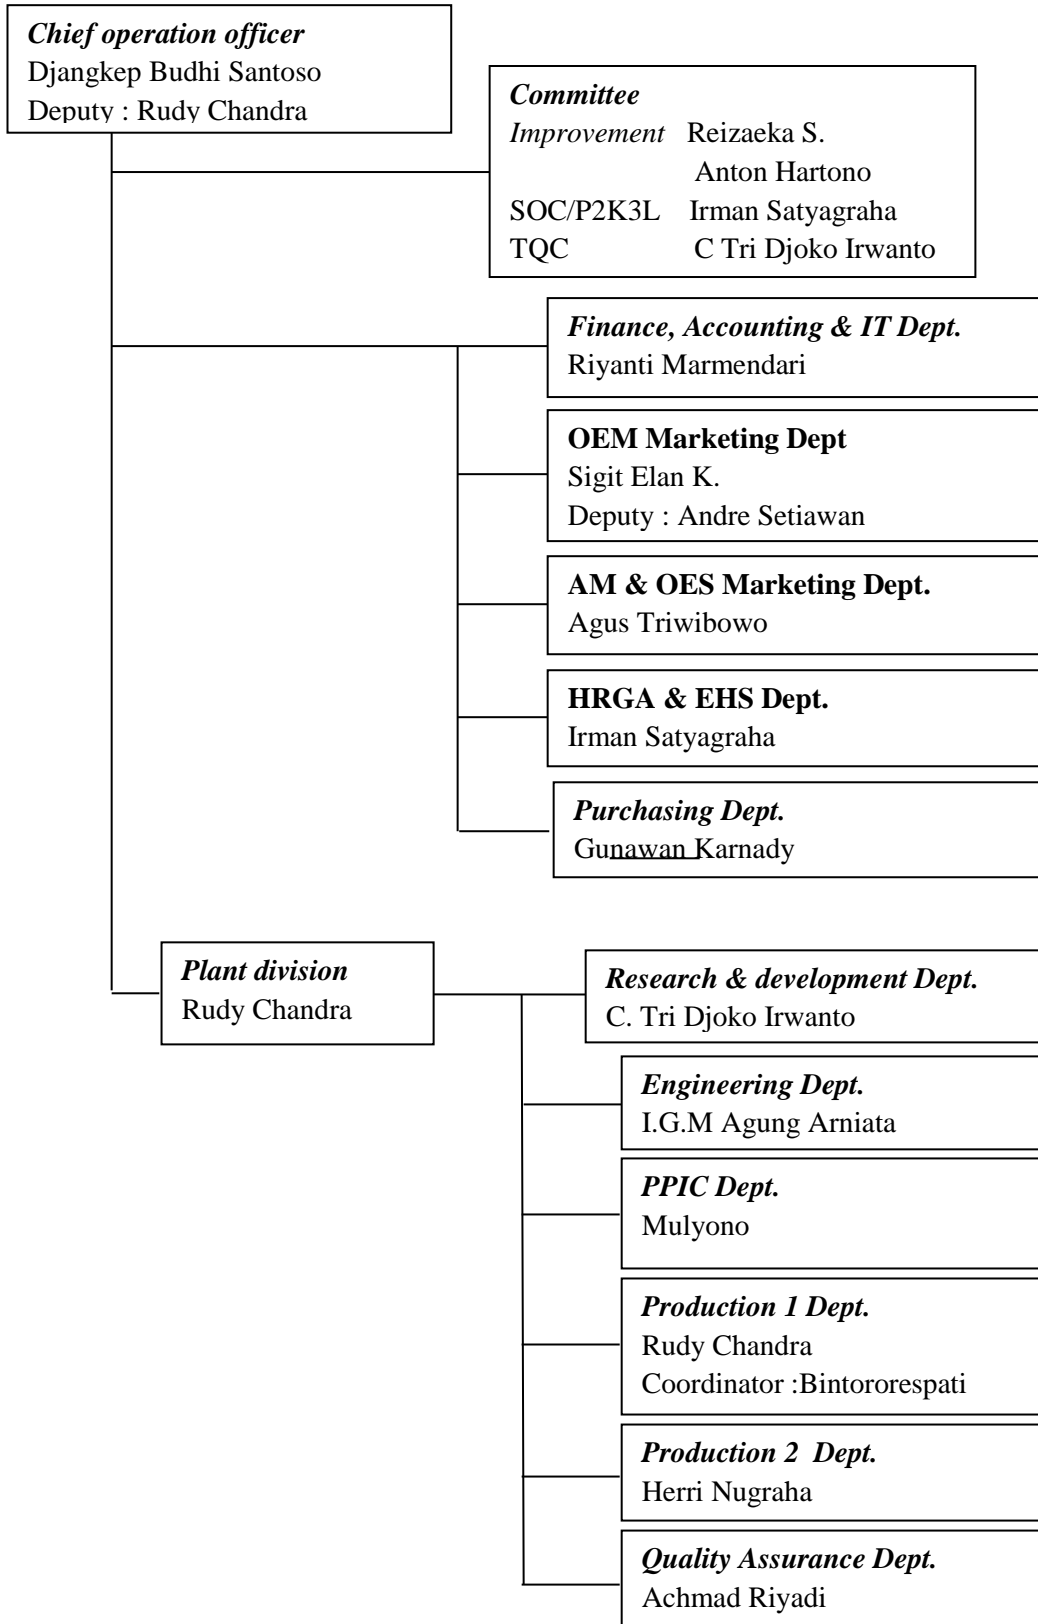 Chief operation officer
Djangkep Budhi Santoso
Deputy : Rudy Chandra
Committee
Improvement Reizaeka S.
Anton Hartono
SOC/P2K3L Irman Satyagraha
TQC C Tri Djoko Irwanto
Finance, Accounting & IT Dept.
Riyanti Marmendari
OEM Marketing Dept
Sigit Elan K.
Deputy : Andre Setiawan
AM & OES Marketing Dept.
Agus Triwibowo
HRGA & EHS Dept.
Irman Satyagraha
Purchasing Dept.
Gunawan Karnady
Plant division
Rudy Chandra
Research & development Dept.
C. Tri Djoko Irwanto
Engineering Dept.
I.G.M Agung Arniata
PPIC Dept.
Mulyono
Production 1 Dept.
Rudy Chandra
Coordinator :Bintororespati
Production 2 Dept.
Herri Nugraha
Quality Assurance Dept.
Achmad Riyadi